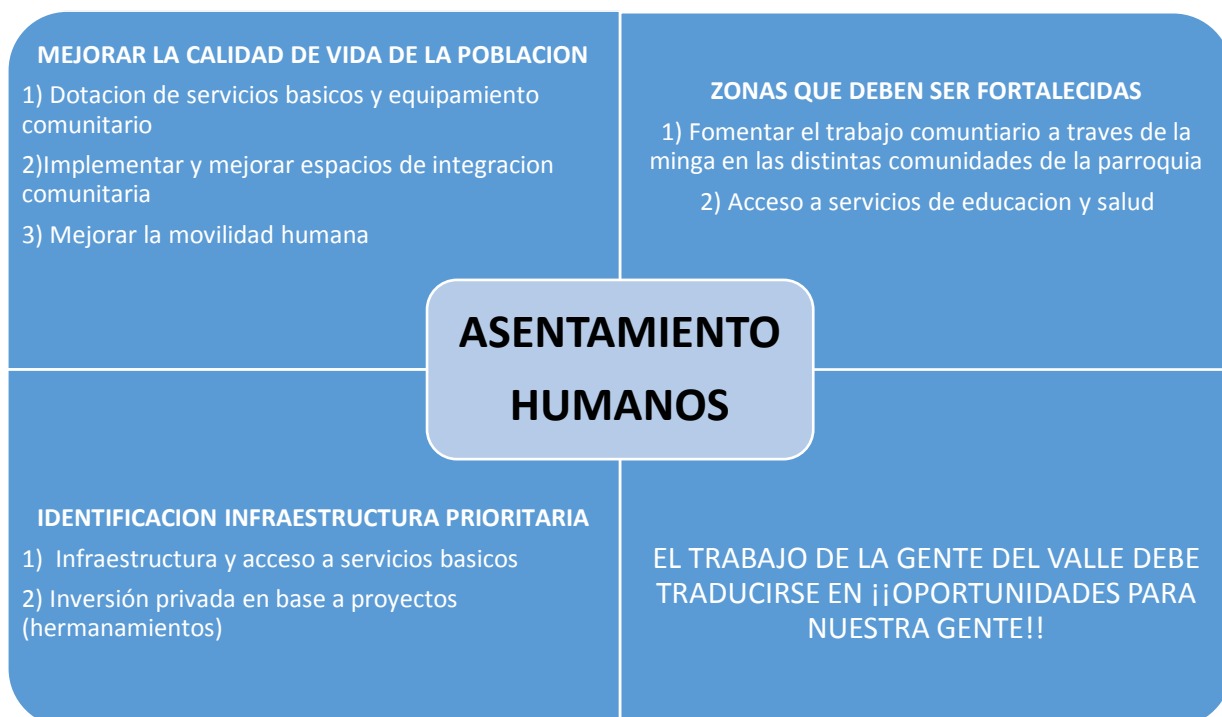 MEJORAR LA CALIDAD DE VIDA DE LA POBLACION
1) Dotacion de servicios basicos y equipamiento
comunitario
2)Implementar y mejorar espacios de integracion
comunitaria
3) Mejorar la movilidad humana
ZONAS QUE DEBEN SER FORTALECIDAS
1) Fomentar el trabajo comuntiario a traves de la
minga en las distintas comunidades de la parroquia
2) Acceso a servicios de educacion y salud
ASENTAMIENTO
HUMANOS
IDENTIFICACION INFRAESTRUCTURA PRIORITARIA
1) Infraestructura y acceso a servicios basicos
2) Inversión privada en base a proyectos
(hermanamientos)
EL TRABAJO DE LA GENTE DEL VALLE DEBE
TRADUCIRSE EN ¡¡OPORTUNIDADES PARA
NUESTRA GENTE!!